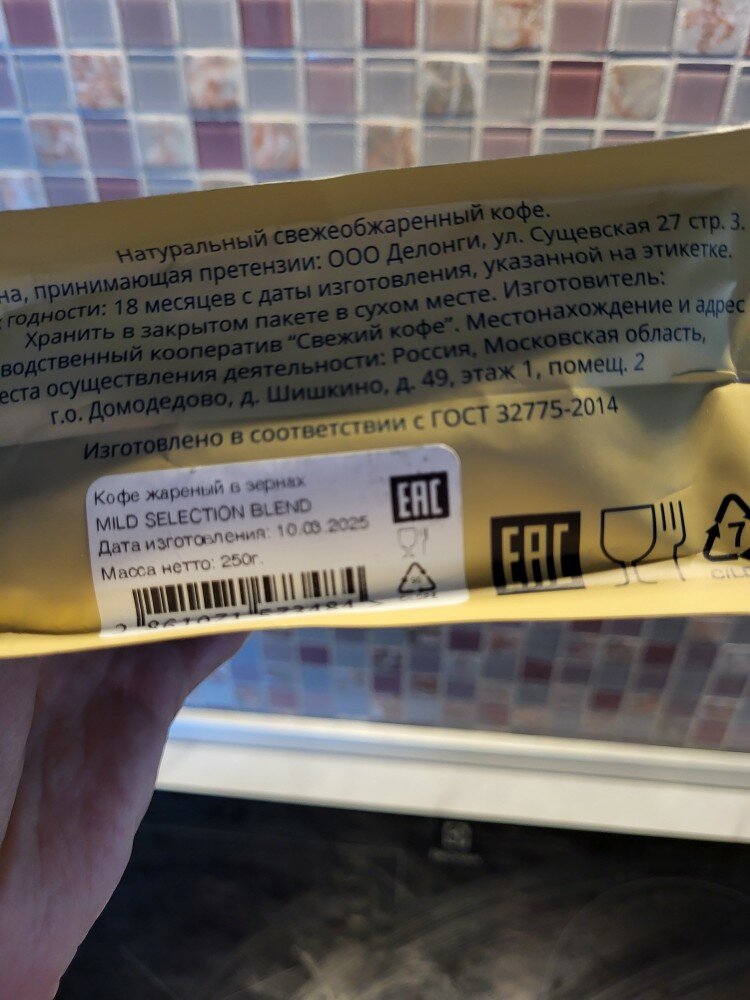 Натуральный свежеобжаренный кофе.
на, принимающая претензии: ООО Делонги, ул. Сущевская 27 стр. 3.
годности: 18 месяцев с даты изготовления, указанной на этикетке.
Хранить в закрытом пакете в сухом месте. Изготовитель:
водственный кооператив "Свежий кофе". Местонахождение и адрес
еста осуществления деятельности: Россия, Московская область,
г.о. Домодедово, д. Шишкино, д. 49, этаж 1, помещ. 2
Изготовлено в соответствии с ГОСТ 32775-2014
Кофе жареный в зернах
MILD SELECTION BLEND
Дата изготовления: 10.03.2025
Масса нетто: 250г.
EAC
EAC
7